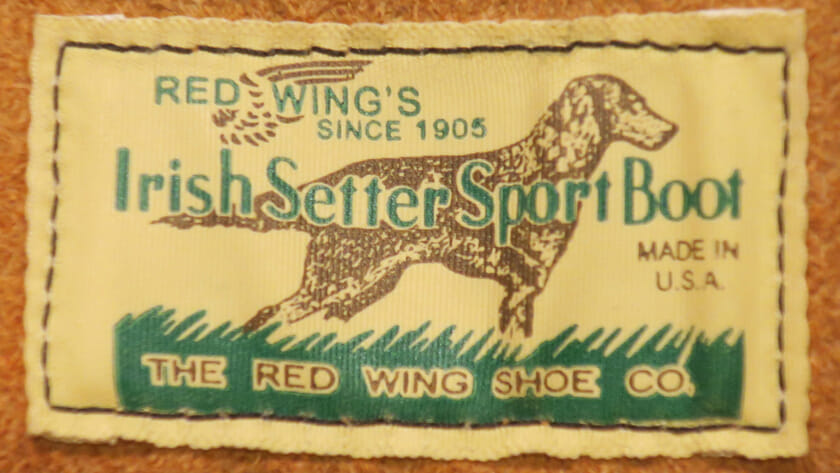 RED WING'S
SINCE 1905
Irish Setter Sport Boot
MADE IN
U.S.A.
THE RED WING SHOE CO.